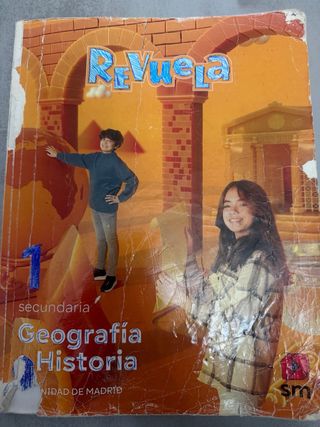 REVUELA
1
secundaria
Geografía
Historia
NIDAD DE MADRID
sm